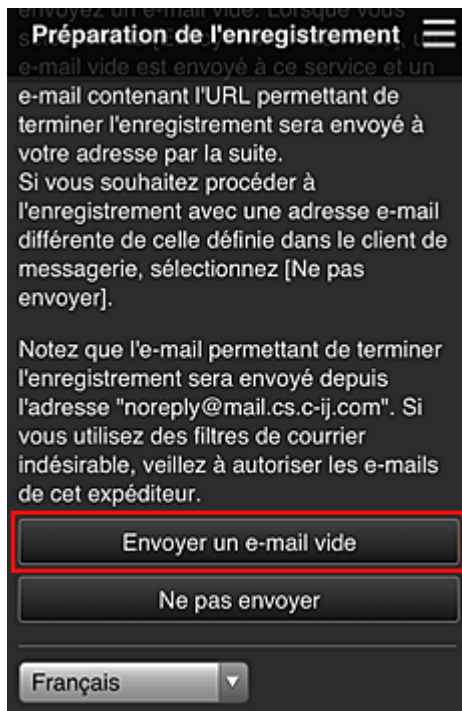 Préparation de l'enregistrement
e-mail vide est envoyé à ce service et un
e-mail contenant l'URL permettant de
terminer l'enregistrement sera envoyé à
votre adresse par la suite.
Si vous souhaitez procéder à
l'enregistrement avec une adresse e-mail
différente de celle définie dans le client de
messagerie, sélectionnez [Ne pas
envoyer].
Notez que l'e-mail permettant de terminer
l'enregistrement sera envoyé depuis
l'adresse "noreply@mail.cs.c-ij.com". Si
vous utilisez des filtres de courrier
indésirable, veillez à autoriser les e-mails
de cet expéditeur.
Envoyer un e-mail vide
Ne pas envoyer
Français